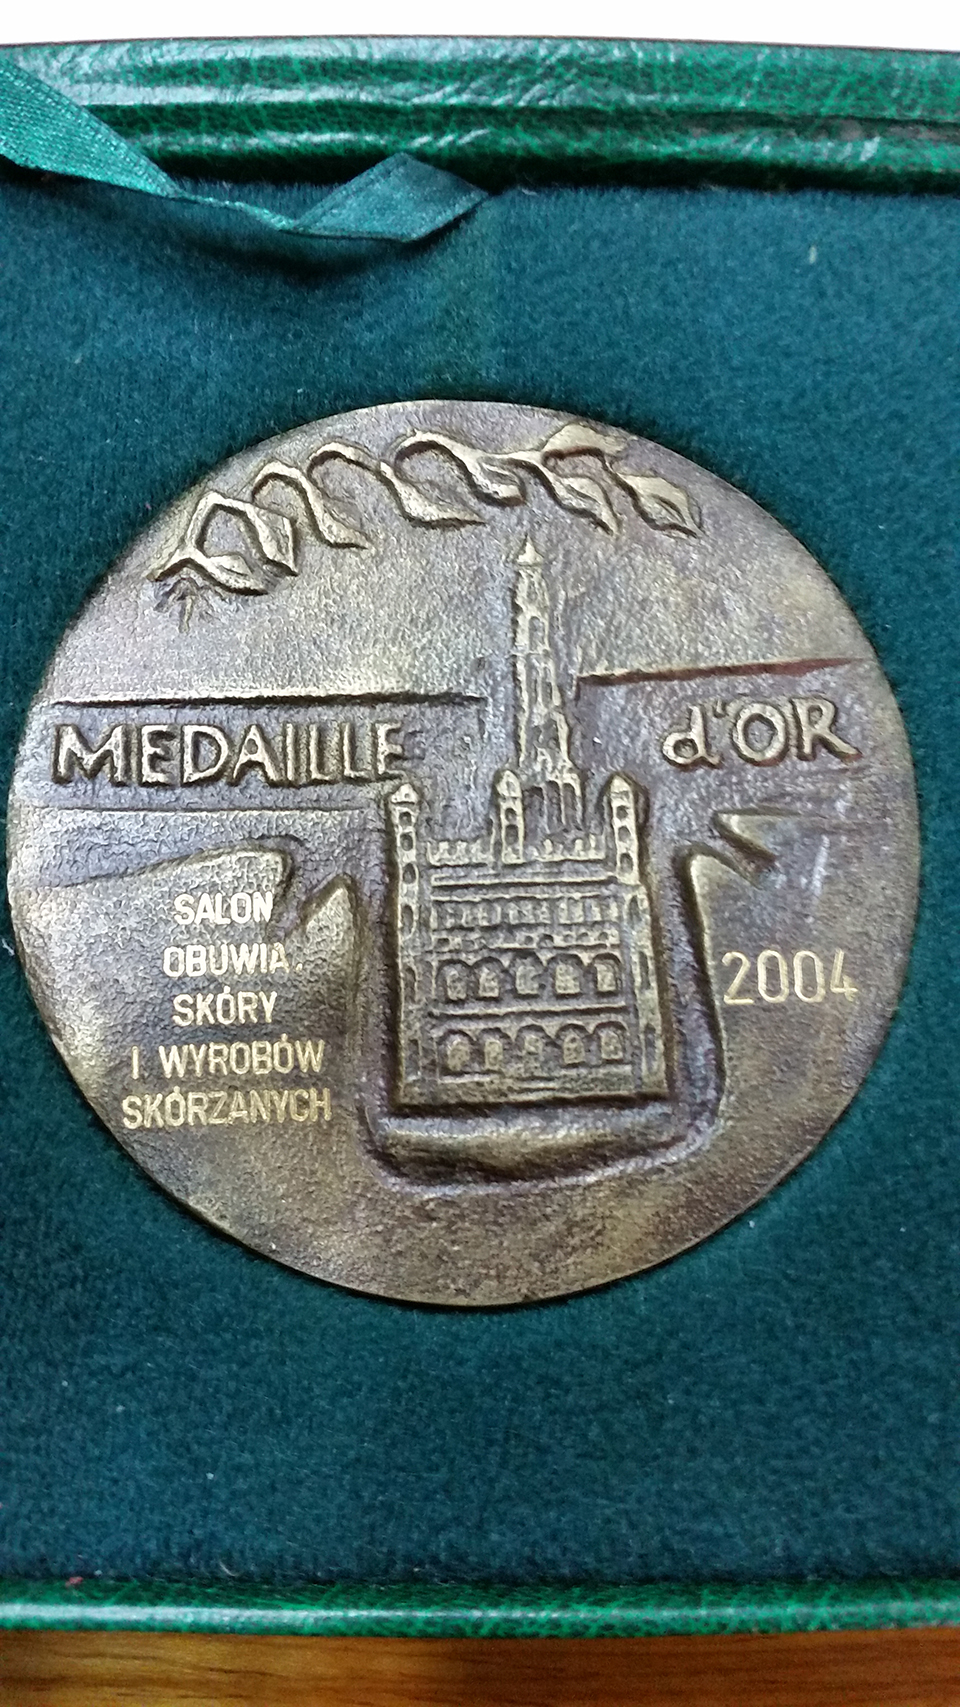 MEDAILLE d'OR
SALON
OBUWIA,
SKÓRY
I WYROBÓW
SKÓRZANYCH
2004